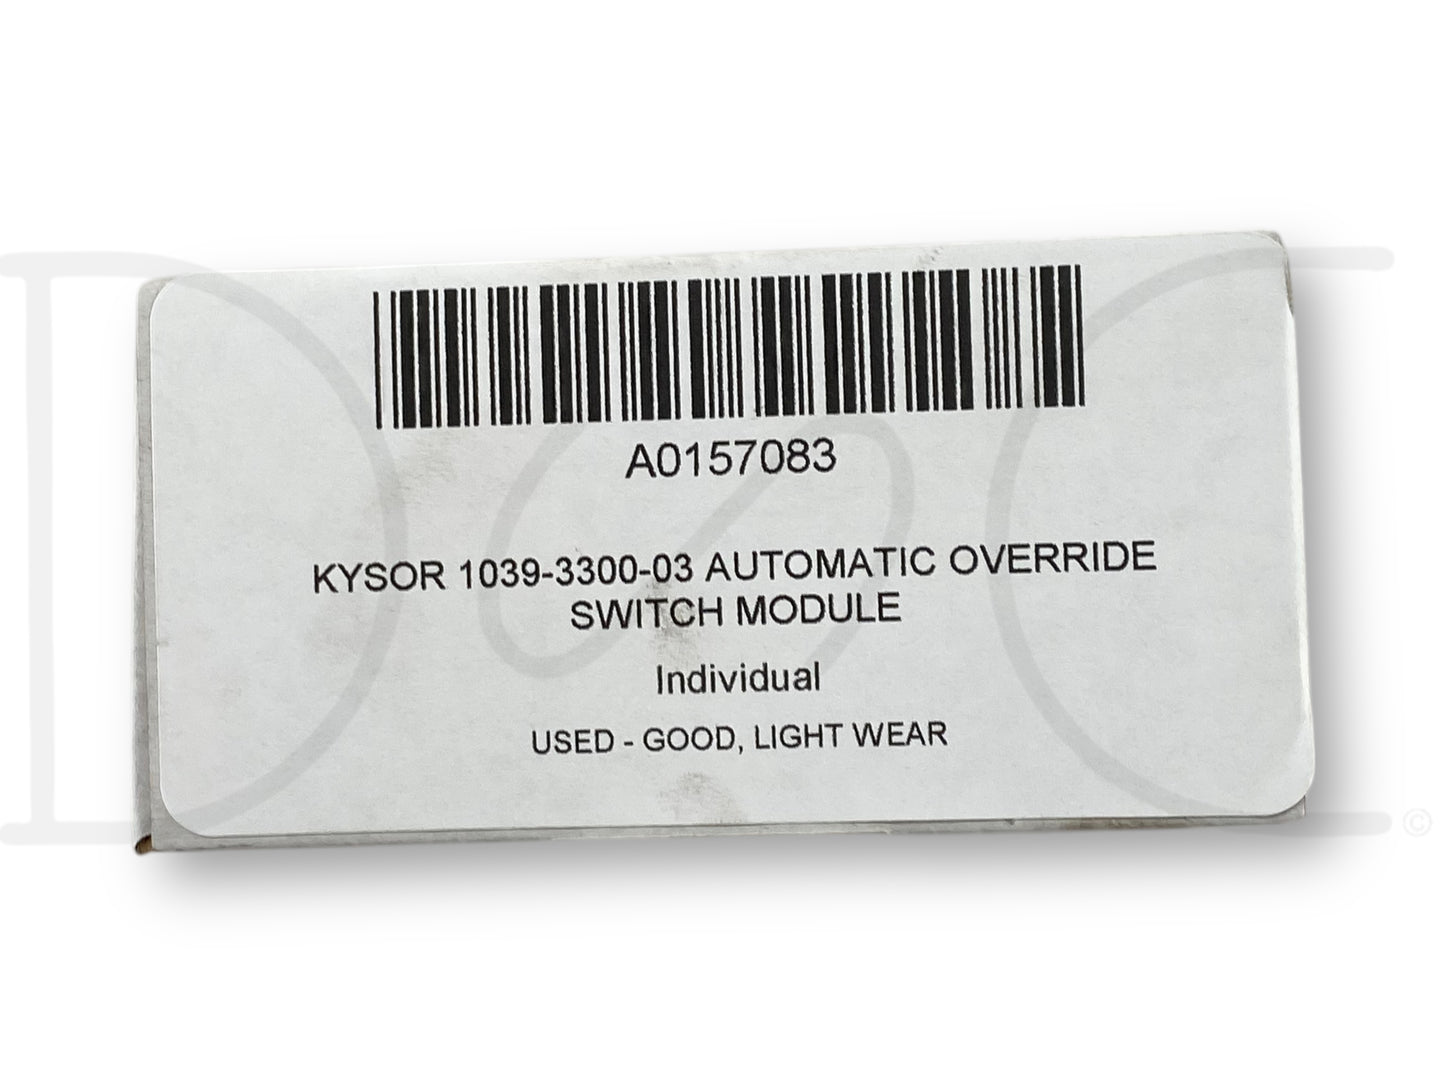 A0157083
KYSOR 1039-3300-03 AUTOMATIC OVERRIDE
SWITCH MODULE
Individual
USED - GOOD, LIGHT WEAR
©